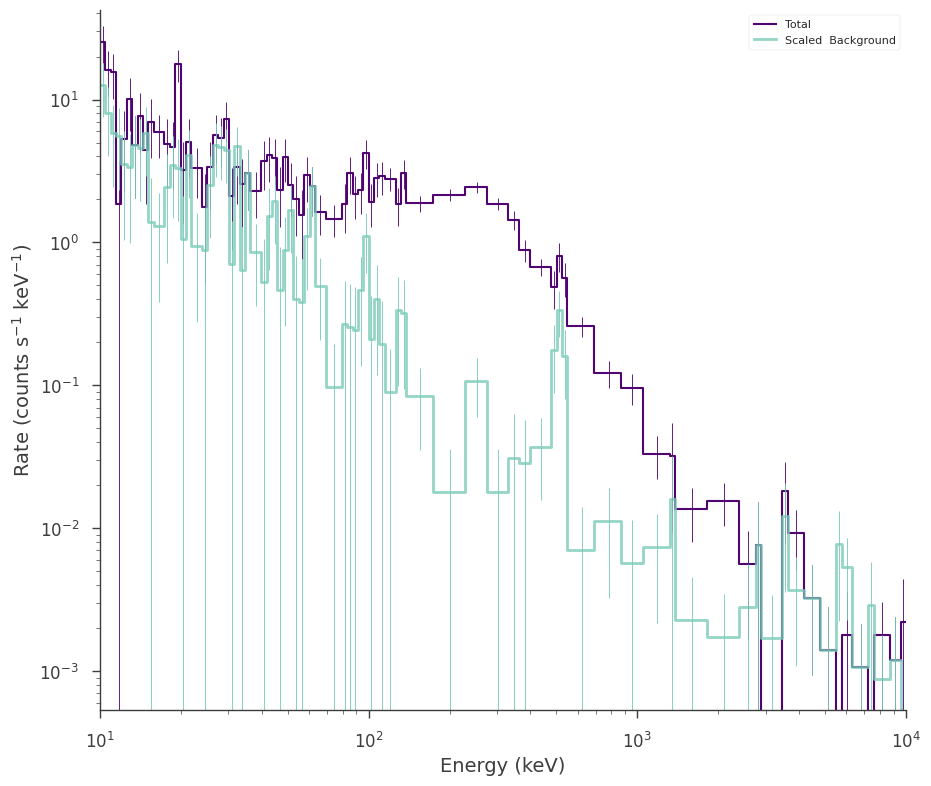 Total
Scaled  Background
Rate (counts s⁻¹ keV⁻¹)
10¹
10⁰
10⁻¹
10⁻²
10⁻³
10¹ 10² 10³ 10⁴
Energy (keV)